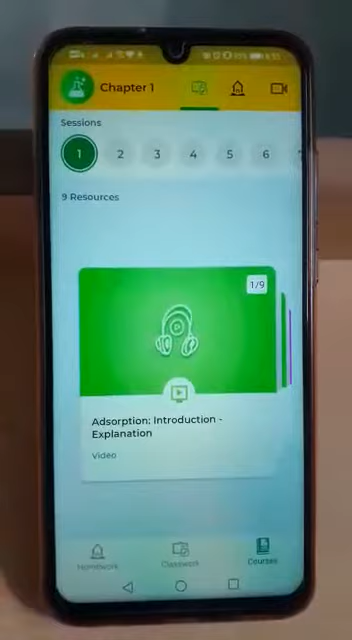 Chapter 1
Sessions
1 2 3 4 5 6
9 Resources
1/9
Adsorption: Introduction -
Explanation
Video
Homework Classwork Courses